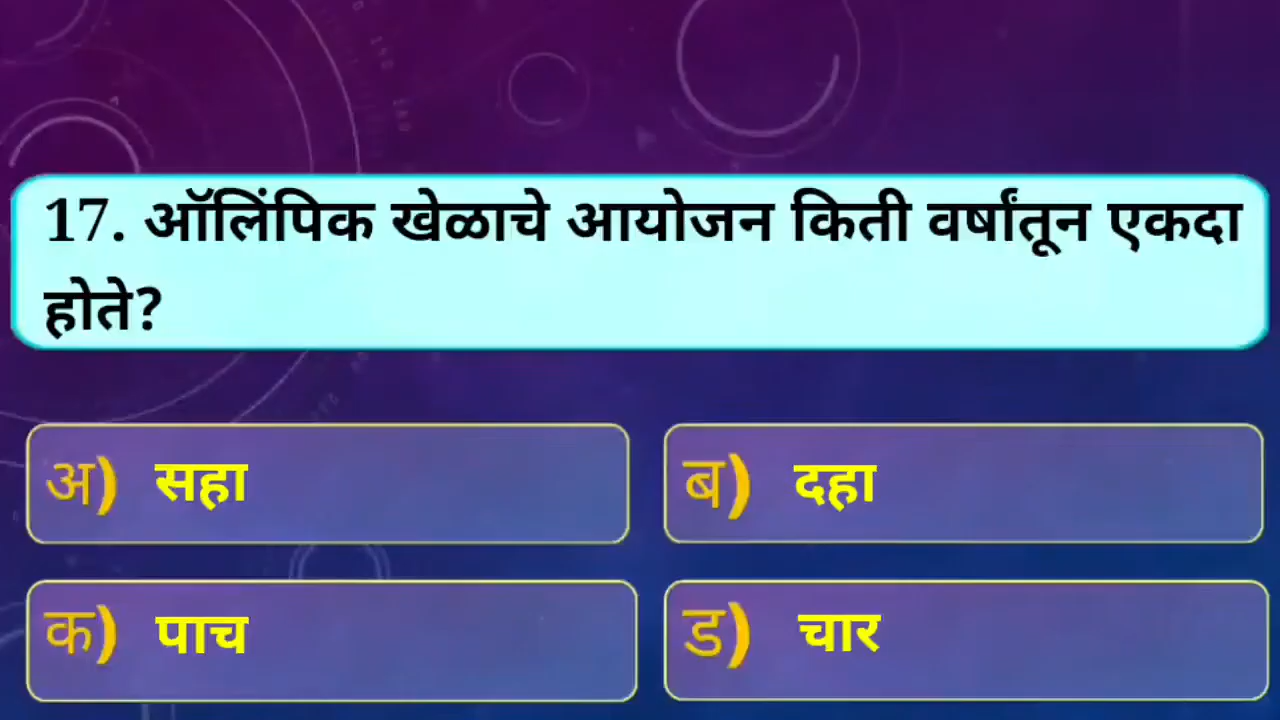 17. ऑलिंपिक खेळाचे आयोजन किती वर्षांतून एकदा
होते?
अ) सहा
ब) दहा
क) पाच
ड) चार